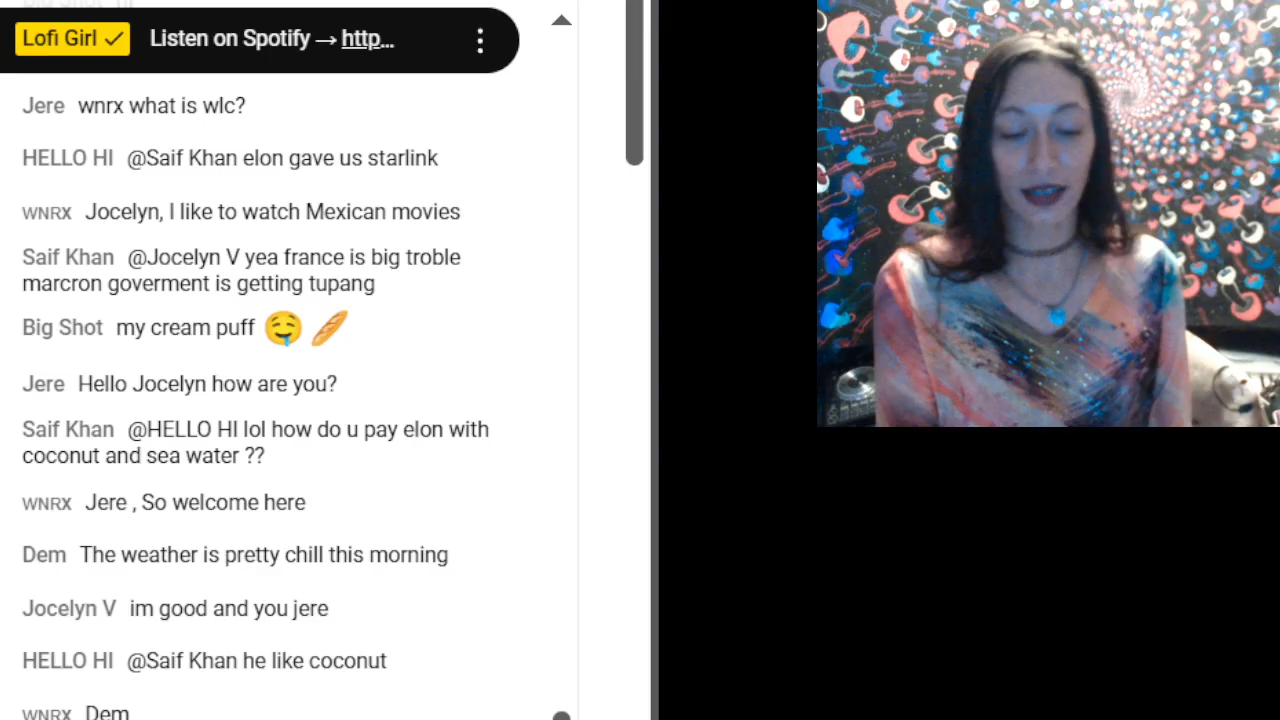 Lofi Girl ✓ Listen on Spotify → http...
Jere wnrx what is wlc?
HELLO HI @Saif Khan elon gave us starlink
WNRX Jocelyn, I like to watch Mexican movies
Saif Khan @Jocelyn V yea france is big troble
marcron goverment is getting tupang
Big Shot my cream puff 🤤 🥖
Jere Hello Jocelyn how are you?
Saif Khan @HELLO HI lol how do u pay elon with
coconut and sea water ??
WNRX Jere , So welcome here
Dem The weather is pretty chill this morning
Jocelyn V im good and you jere
HELLO HI @Saif Khan he like coconut
WNRX Dem